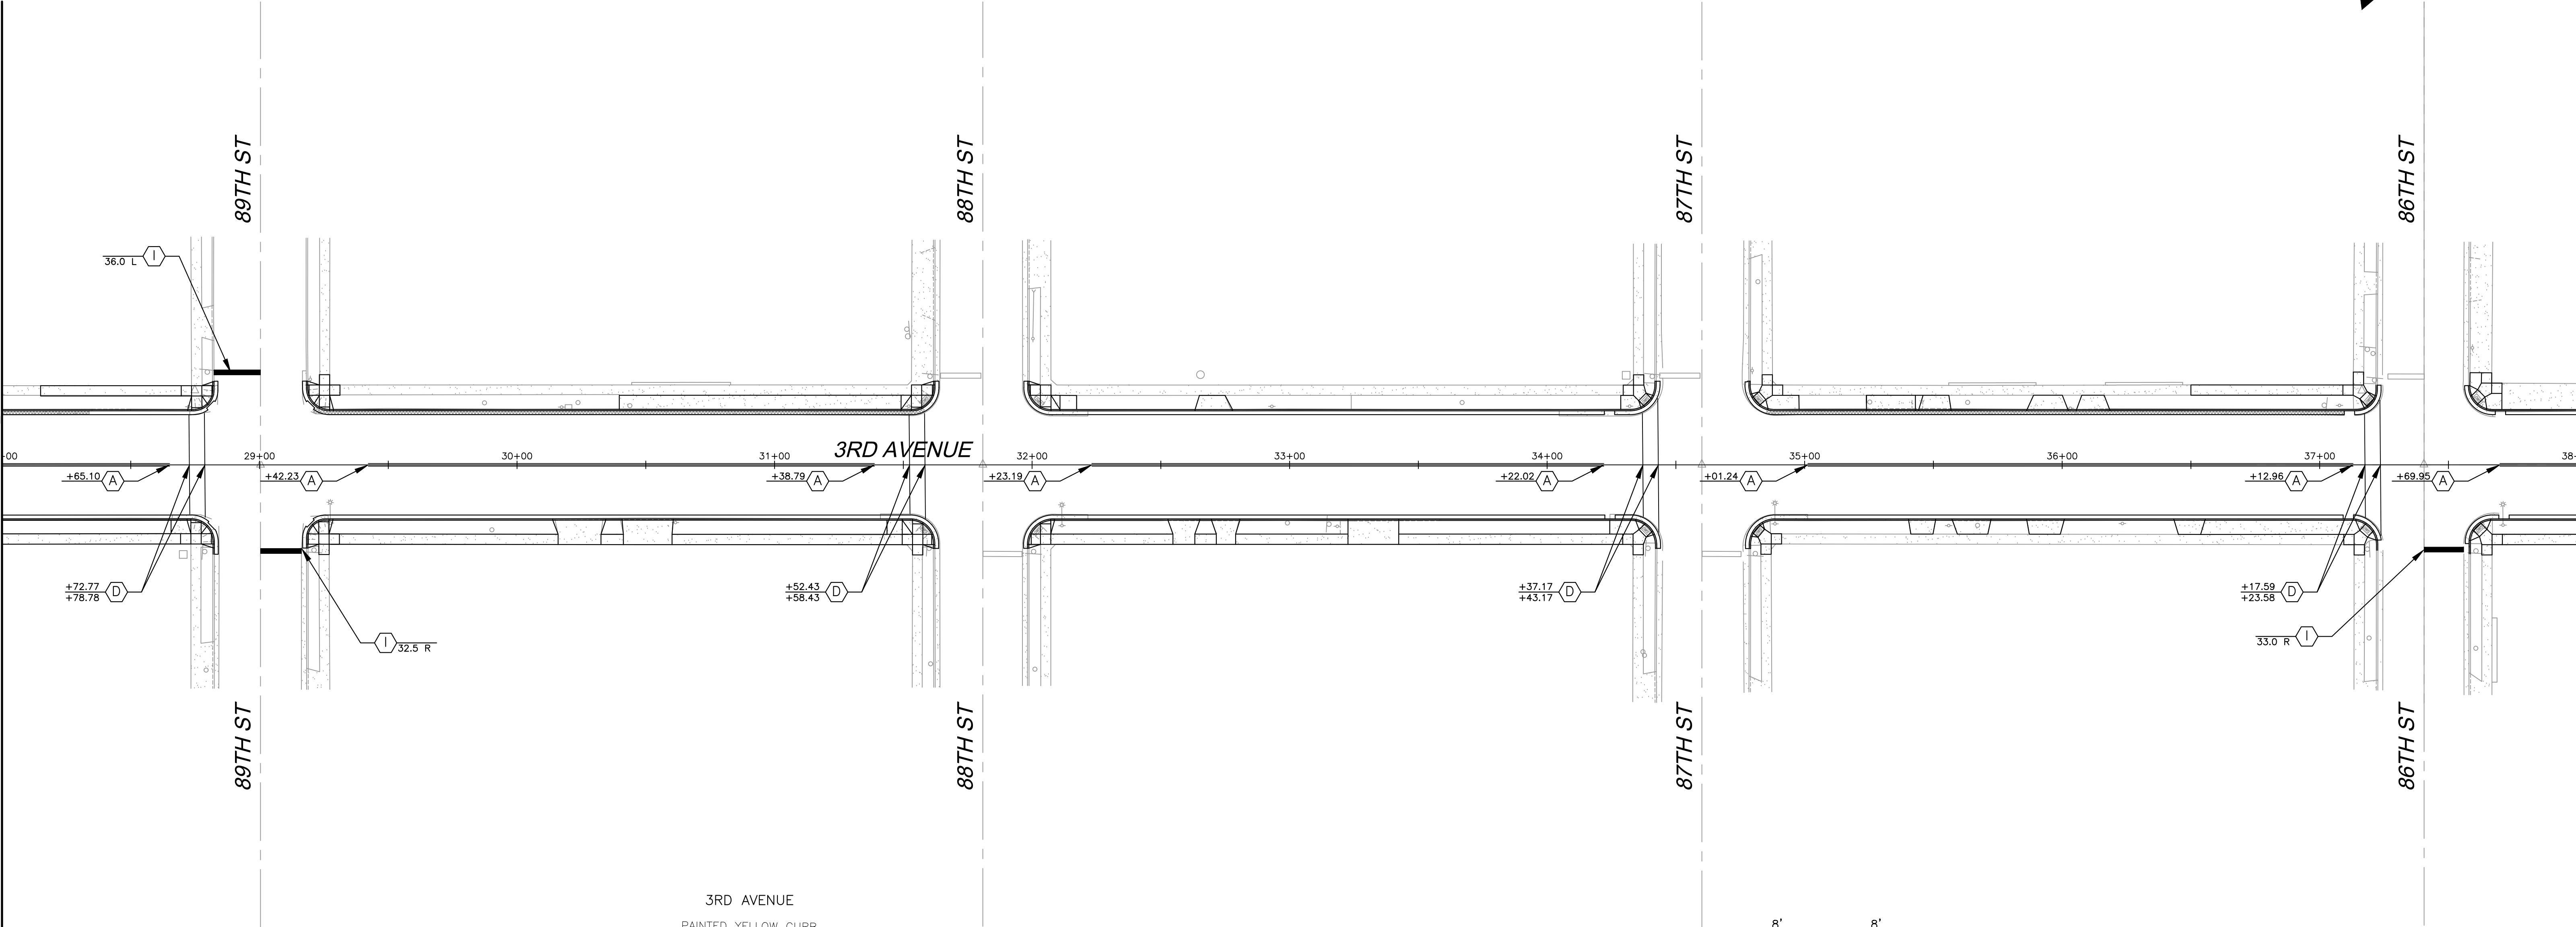 89TH ST
88TH ST
87TH ST
86TH ST
36.0 L
I
3RD AVENUE
+00
29+00
30+00
31+00
32+00
33+00
34+00
35+00
36+00
37+00
38+
+65.10 A
+42.23 A
+38.79 A
+23.19 A
+22.02 A
+01.24 A
+12.96 A
+69.95 A
+72.77
+78.78
D
+52.43
+58.43
D
+37.17
+43.17
D
+17.59
+23.58
D
I
32.5 R
33.0 R
I
89TH ST
88TH ST
87TH ST
86TH ST
3RD AVENUE
PAINTED YELLOW CURB
8'
8'